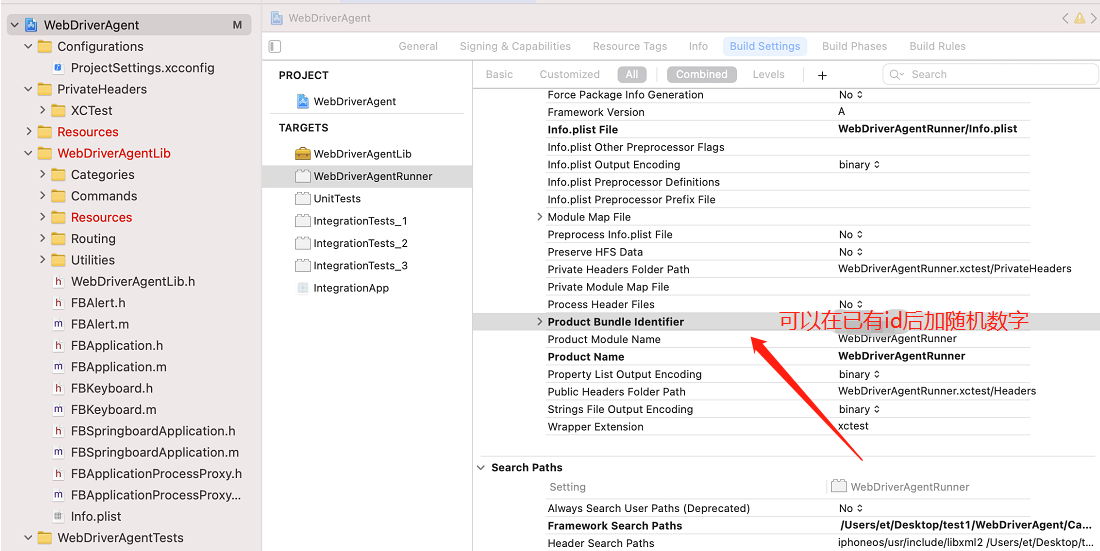 WebDriverAgent
M
Configurations
ProjectSettings.xcconfig
PrivateHeaders
XCTest
Resources
WebDriverAgentLib
Categories
Commands
Resources
Routing
Utilities
WebDriverAgentLib.h
FBAlert.h
FBAlert.m
FBApplication.h
FBApplication.m
FBKeyboard.h
FBKeyboard.m
FBSpringboardApplication.h
FBSpringboardApplication.m
FBApplicationProcessProxy.h
FBApplicationProcessProxy...
Info.plist
WebDriverAgentTests
WebDriverAgent
General
Signing & Capabilities
Resource Tags
Info
Build Settings
Build Phases
Build Rules
PROJECT
WebDriverAgent
TARGETS
WebDriverAgentLib
WebDriverAgentRunner
UnitTests
IntegrationTests_1
IntegrationTests_2
IntegrationTests_3
IntegrationApp
Basic
Customized
All
Combined
Levels
+
Search
Force Package Info Generation No
Framework Version A
Info.plist File WebDriverAgentRunner/Info.plist
Info.plist Other Preprocessor Flags
Info.plist Output Encoding binary
Info.plist Preprocessor Definitions
Info.plist Preprocessor Prefix File
Module Map File
Preprocess Info.plist File No
Preserve HFS Data No
Private Headers Folder Path WebDriverAgentRunner.xctest/PrivateHeaders
Private Module Map File
Process Header Files No
Product Bundle Identifier 可以在已有id后加随机数字
Product Module Name WebDriverAgentRunner
Product Name WebDriverAgentRunner
Property List Output Encoding binary
Public Headers Folder Path WebDriverAgentRunner.xctest/Headers
Strings File Output Encoding binary
Wrapper Extension xctest
Search Paths
Setting WebDriverAgentRunner
Always Search User Paths (Deprecated) No
Framework Search Paths /Users/et/Desktop/test1/WebDriverAgent/Ca...
Header Search Paths iphoneos/usr/include/libxml2 /Users/et/Desktop/t...